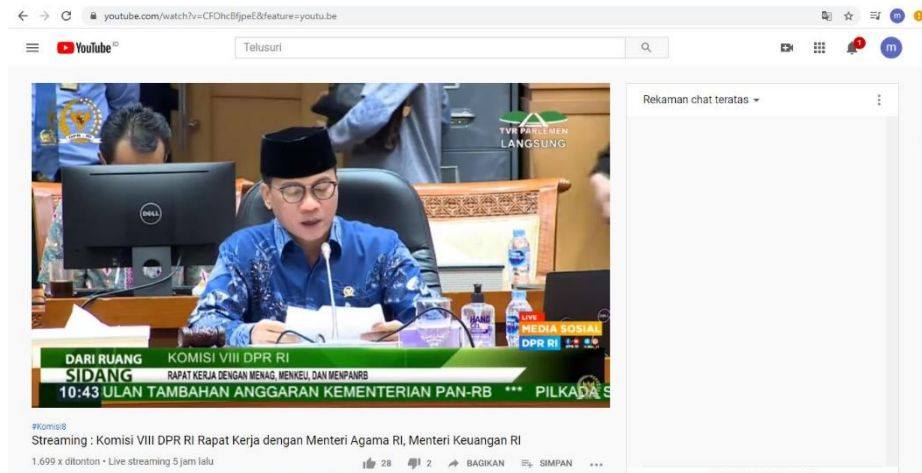 youtube.com/watch?v=CFOhcBfjpeE&feature=youtu.be
YouTube ID
Telusuri
1
m
Rekaman chat teratas
TVR PARLEMEN
LANGSUNG
DELL
LIVE
MEDIA SOSIAL
DPR RI
DARI RUANG SIDANG
KOMISI VIII DPR RI
RAPAT KERJA DENGAN MENAG, MENKEU, DAN MENPANRB
10:43 ULAN TAMBAHAN ANGGARAN KEMENTERIAN PAN-RB *** PILKADA S
#Komisi8
Streaming : Komisi VIII DPR RI Rapat Kerja dengan Menteri Agama RI, Menteri Keuangan RI
1.699 x ditonton • Live streaming 5 jam lalu
28 2 BAGIKAN SIMPAN